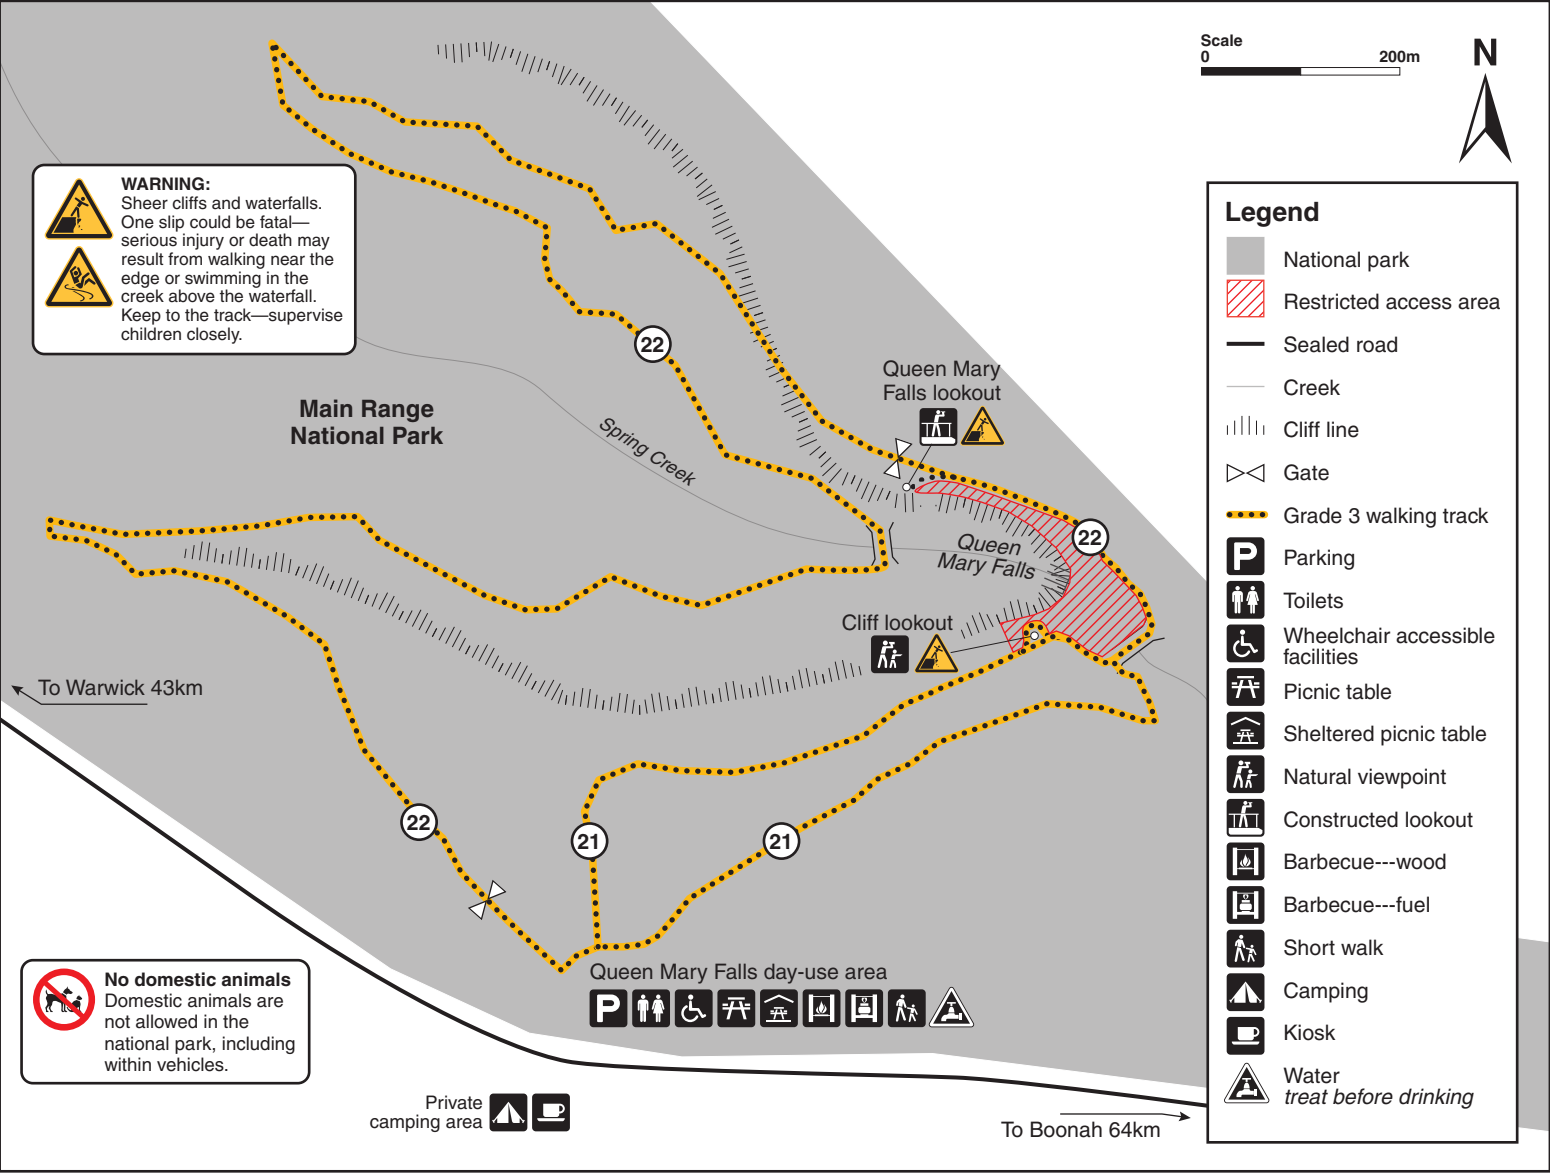 Scale
0 200m
N
WARNING:
Sheer cliffs and waterfalls.
One slip could be fatal—
serious injury or death may
result from walking near the
edge or swimming in the
creek above the waterfall.
Keep to the track—supervise
children closely.
22
Queen Mary
Falls lookout
Main Range
National Park
Spring Creek
22
Queen
Mary Falls
Cliff lookout
To Warwick 43km
22
21
21
No domestic animals
Domestic animals are
not allowed in the
national park, including
within vehicles.
Queen Mary Falls day-use area
P
Private
camping area
To Boonah 64km
Legend
National park
Restricted access area
Sealed road
Creek
Cliff line
Gate
Grade 3 walking track
P Parking
Toilets
Wheelchair accessible
facilities
Picnic table
Sheltered picnic table
Natural viewpoint
Constructed lookout
Barbecue---wood
Barbecue---fuel
Short walk
Camping
Kiosk
Water
treat before drinking